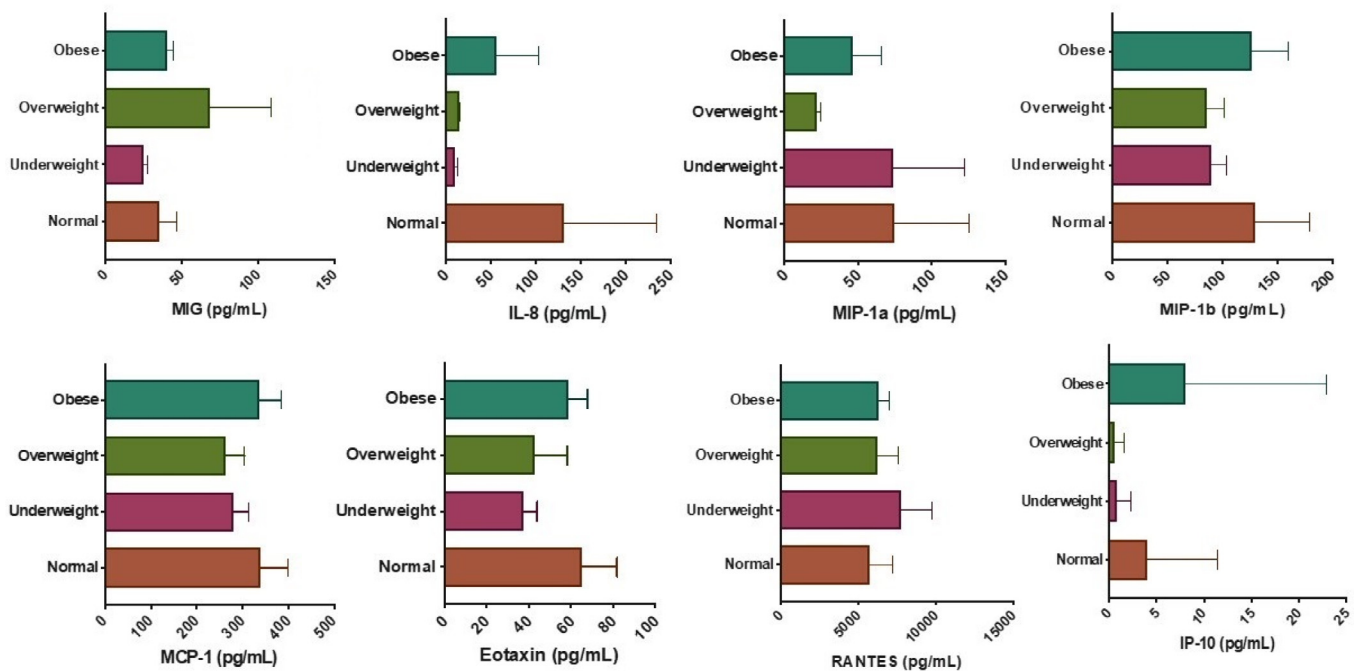 Obese
Overweight
Underweight
Normal
0 50 100 150
MIG (pg/mL)
Obese
Overweight
Underweight
Normal
0 50 100 150 200 250
IL-8 (pg/mL)
Obese
Overweight
Underweight
Normal
0 50 100 150
MIP-1a (pg/mL)
Obese
Overweight
Underweight
Normal
0 50 100 150 200
MIP-1b (pg/mL)
Obese
Overweight
Underweight
Normal
0 100 200 300 400 500
MCP-1 (pg/mL)
Obese
Overweight
Underweight
Normal
0 20 40 60 80 100
Eotaxin (pg/mL)
Obese
Overweight
Underweight
Normal
0 5000 10000 15000
RANTES (pg/mL)
Obese
Overweight
Underweight
Normal
0 5 10 15 20 25
IP-10 (pg/mL)